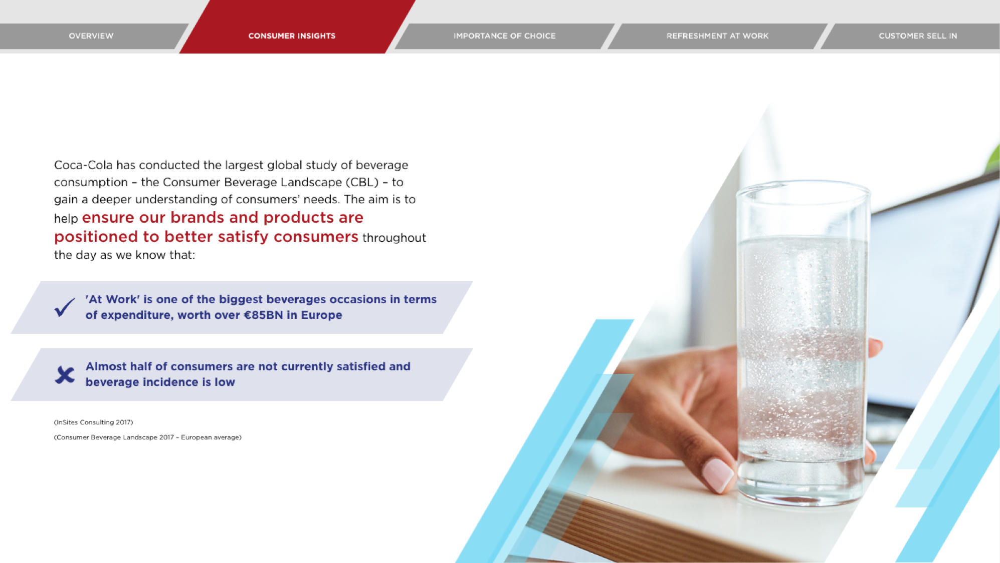 OVERVIEW
CONSUMER INSIGHTS
IMPORTANCE OF CHOICE
REFRESHMENT AT WORK
CUSTOMER SELL IN
Coca-Cola has conducted the largest global study of beverage
consumption – the Consumer Beverage Landscape (CBL) – to
gain a deeper understanding of consumers’ needs. The aim is to
help ensure our brands and products are
positioned to better satisfy consumers throughout
the day as we know that:
'At Work' is one of the biggest beverages occasions in terms
of expenditure, worth over €85BN in Europe
Almost half of consumers are not currently satisfied and
beverage incidence is low
(InSites Consulting 2017)
(Consumer Beverage Landscape 2017 – European average)